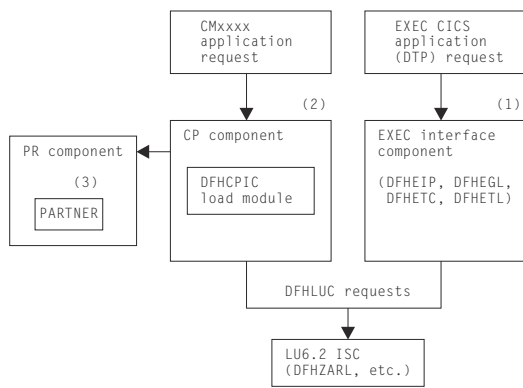 CMxxxx
application
request
EXEC CICS
application
(DTP) request
(2)
(1)
PR component
(3)
PARTNER
CP component
DFHCPIC
load module
EXEC interface
component
(DFHEIP, DFHEGL,
DFHETC, DFHETL)
DFHLUC requests
LU6.2 ISC
(DFHZARL, etc.)